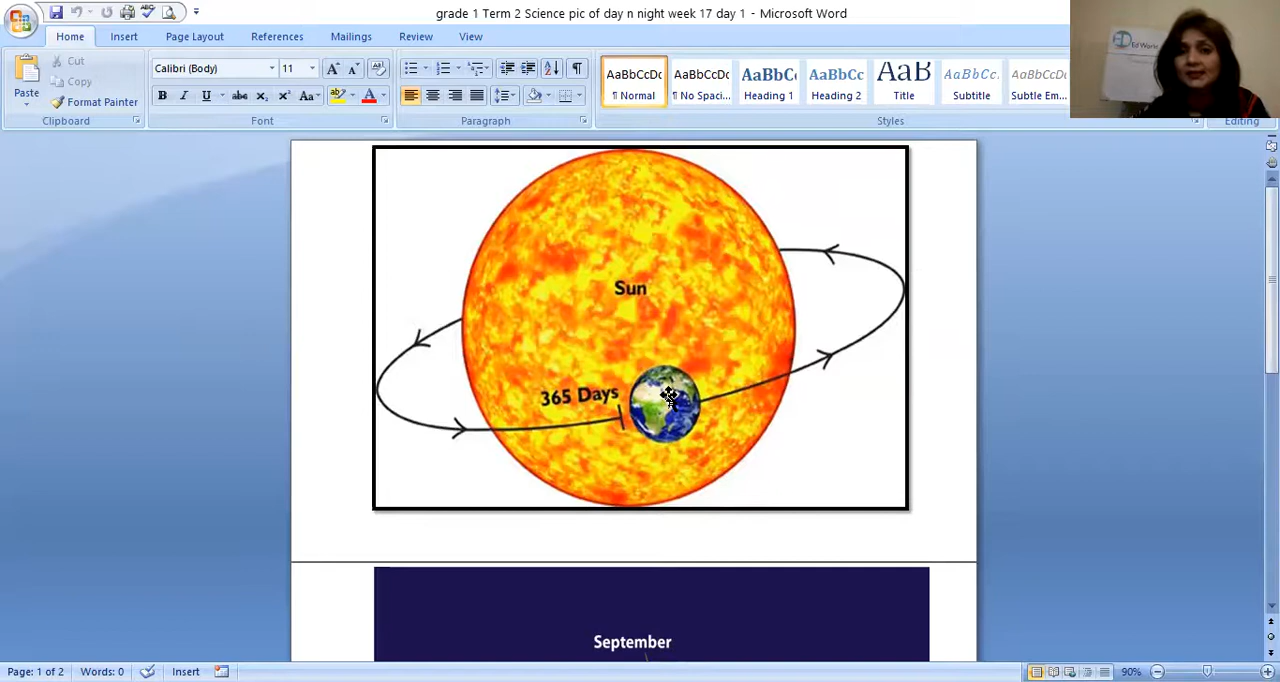 grade 1 Term 2 Science pic of day n night week 17 day 1 - Microsoft Word
Home Insert Page Layout References Mailings Review View
Paste
Cut
Copy
Format Painter
Clipboard
Calibri (Body) 11
Font
Paragraph
AaBbCcDc AaBbCcDc AaBbCc AaBbCc AaB AaBbCc. AaBbCcDc
¶ Normal ¶ No Spaci... Heading 1 Heading 2 Title Subtitle Subtle Em...
Styles
Editing
Sun
365 Days
September
Page: 1 of 2 Words: 0 Insert 90%